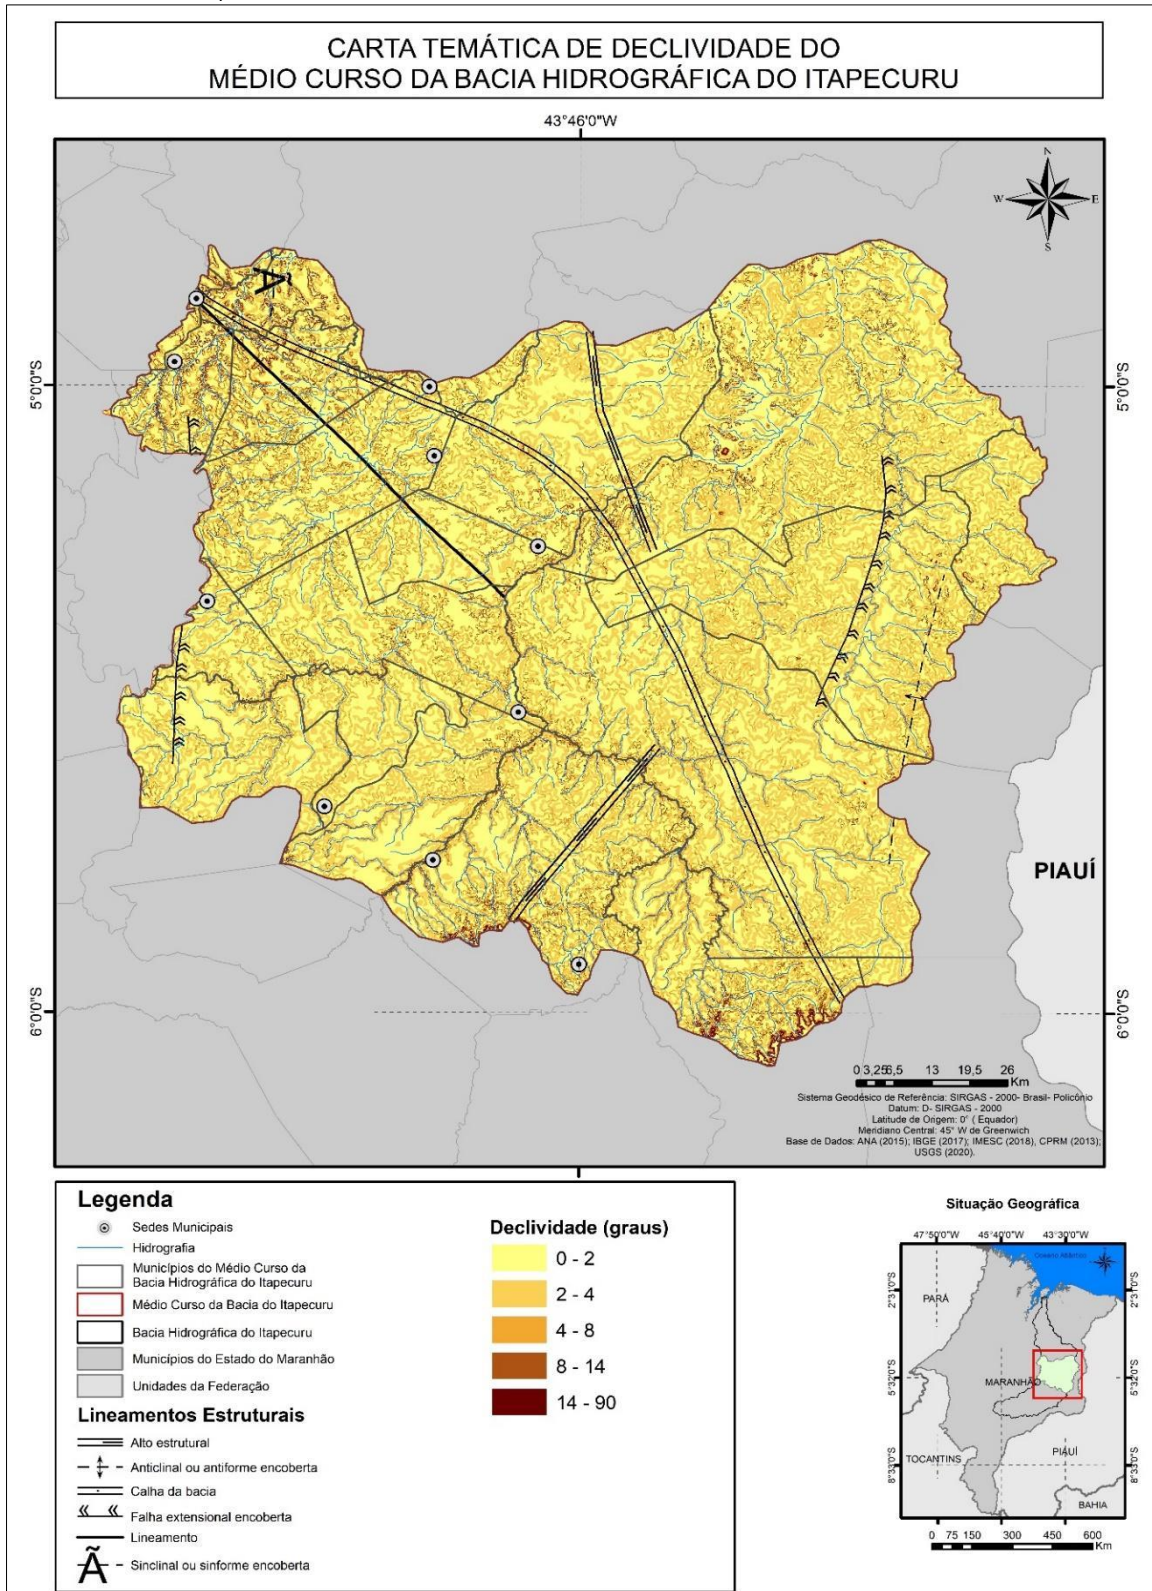 CARTA TEMÁTICA DE DECLIVIDADE DO
MÉDIO CURSO DA BACIA HIDROGRÁFICA DO ITAPECURU
43°46'0"W
N
W
E
S
Ã
5°0'0"S
5°0'0"S
PIAUÍ
6°0'0"S
6°0'0"S
0 3,256,5 13 19,5 26
Km
Sistema Geodésico de Referência: SIRGAS - 2000- Brasil- Policônio
Datum: D- SIRGAS - 2000
Latitude de Origem: 0° ( Equador)
Meridiano Central: 45° W de Greenwich
Base de Dados: ANA (2015); IBGE (2017); IMESC (2018), CPRM (2013);
USGS (2020).
Legenda
Sedes Municipais
Hidrografia
Municípios do Médio Curso da
Bacia Hidrográfica do Itapecuru
Médio Curso da Bacia do Itapecuru
Bacia Hidrográfica do Itapecuru
Municípios do Estado do Maranhão
Unidades da Federação
Lineamentos Estruturais
Alto estrutural
Anticlinal ou antiforme encoberta
Calha da bacia
Falha extensional encoberta
Lineamento
Ã Sinclinal ou sinforme encoberta
Declividade (graus)
0 - 2
2 - 4
4 - 8
8 - 14
14 - 90
Situação Geográfica
47°50'0"W 45°40'0"W 43°30'0"W
Oceano Atlântico
PARÁ
2°31'0"S
2°31'0"S
MARANHÃO
5°32'0"S
5°32'0"S
TOCANTINS
PIAUÍ
8°33'0"S
8°33'0"S
BAHIA
0 75 150 300 450 600
Km